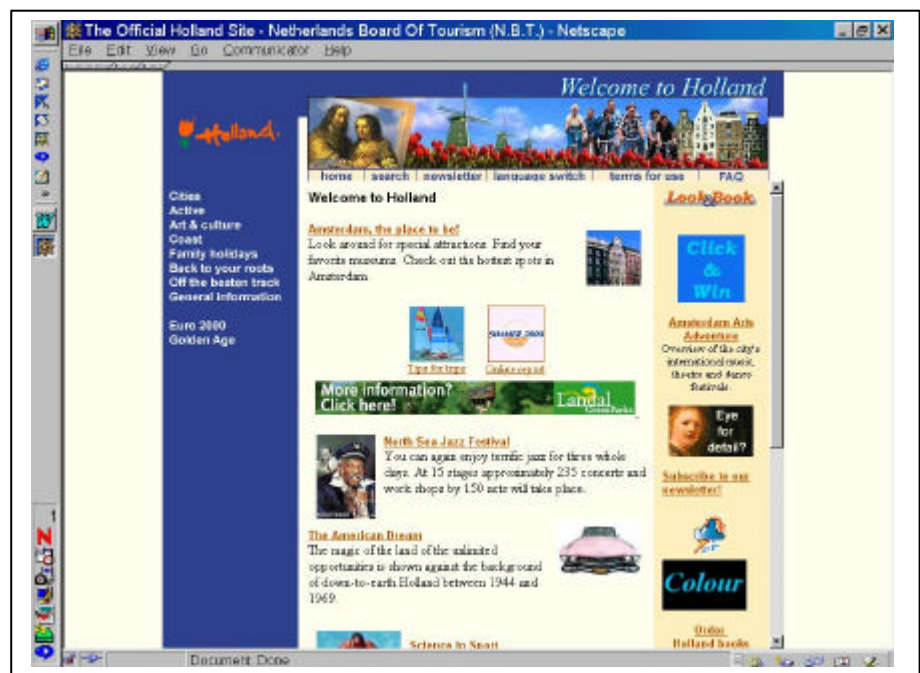 The Official Holland Site - Netherlands Board Of Tourism (N.B.T.) - Netscape
File Edit View Go Communicator Help
Welcome to Holland
Holland.
home search newsletter language switch terms for use FAQ
Cities
Active
Art & culture
Coast
Family holidays
Back to your roots
Off the beaten track
General Information
Euro 2000
Golden Age
Welcome to Holland
Amsterdam, the place to be!
Look around for special attractions. Find your
favorite museums. Check out the hottest spots in
Amsterdam.
Tips for trips
SUMMER 2000
More information?
Click here!
Landal
GreenParks
North Sea Jazz Festival
You can again enjoy terrific jazz for three whole
days. At 15 stages approximately 235 concerts and
work shops by 150 acts will take place.
The American Dream
The magic of the land of the unlimited
opportunities is shown against the background
of down-to-earth Holland between 1944 and
1969.
Science in Sport
Look Book
Click
&
Win
Amsterdam Arts
Adventure
Overview of the city's
international music,
theatre and dance
festivals.
Eye
for
detail?
Subscribe to our
newsletter!
Colour
Order
Holland books
Document: Done